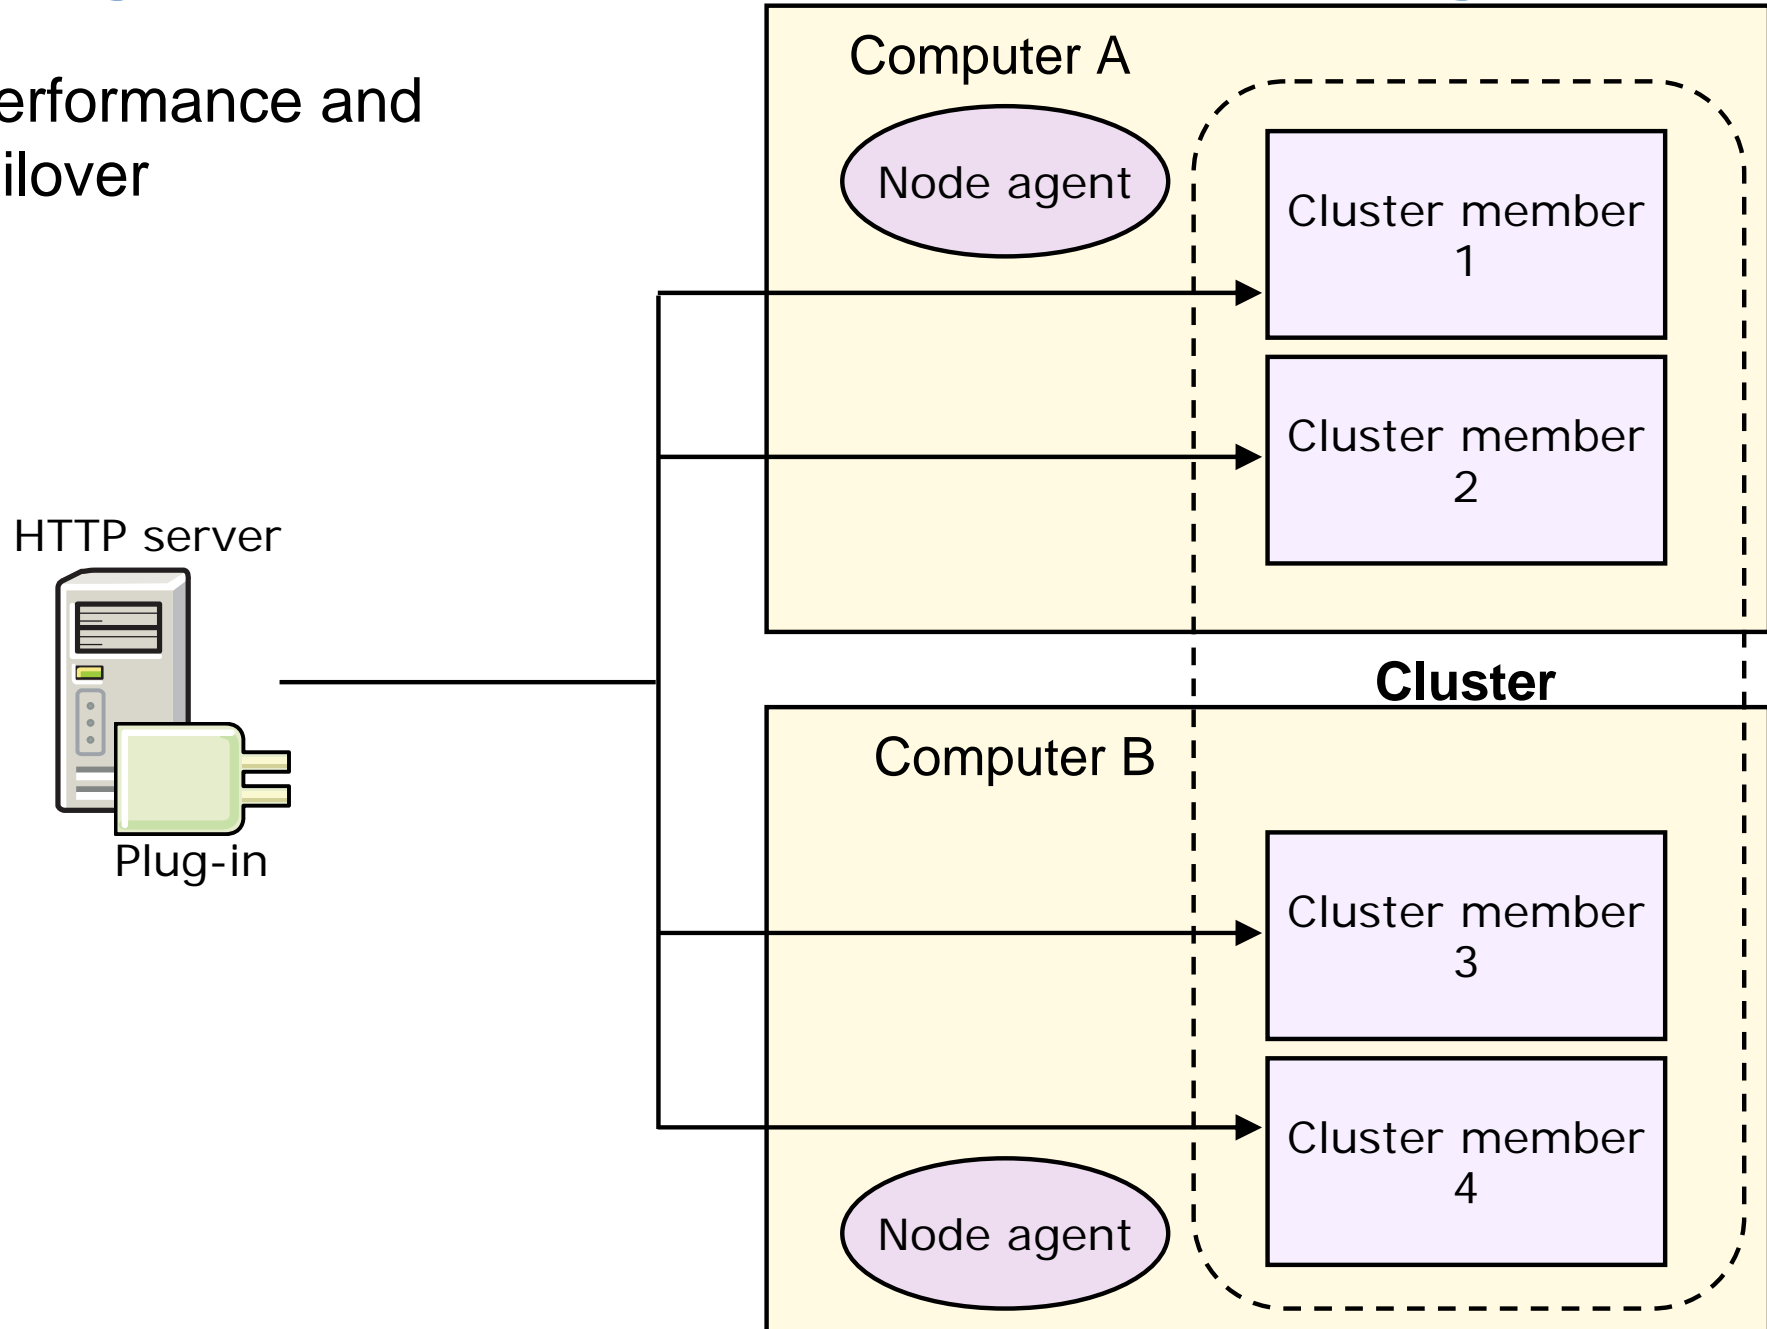 Computer A
erformance and
ilover
Node agent
Cluster member
1
Cluster member
2
HTTP server
Plug-in
Cluster
Computer B
Cluster member
3
Cluster member
4
Node agent